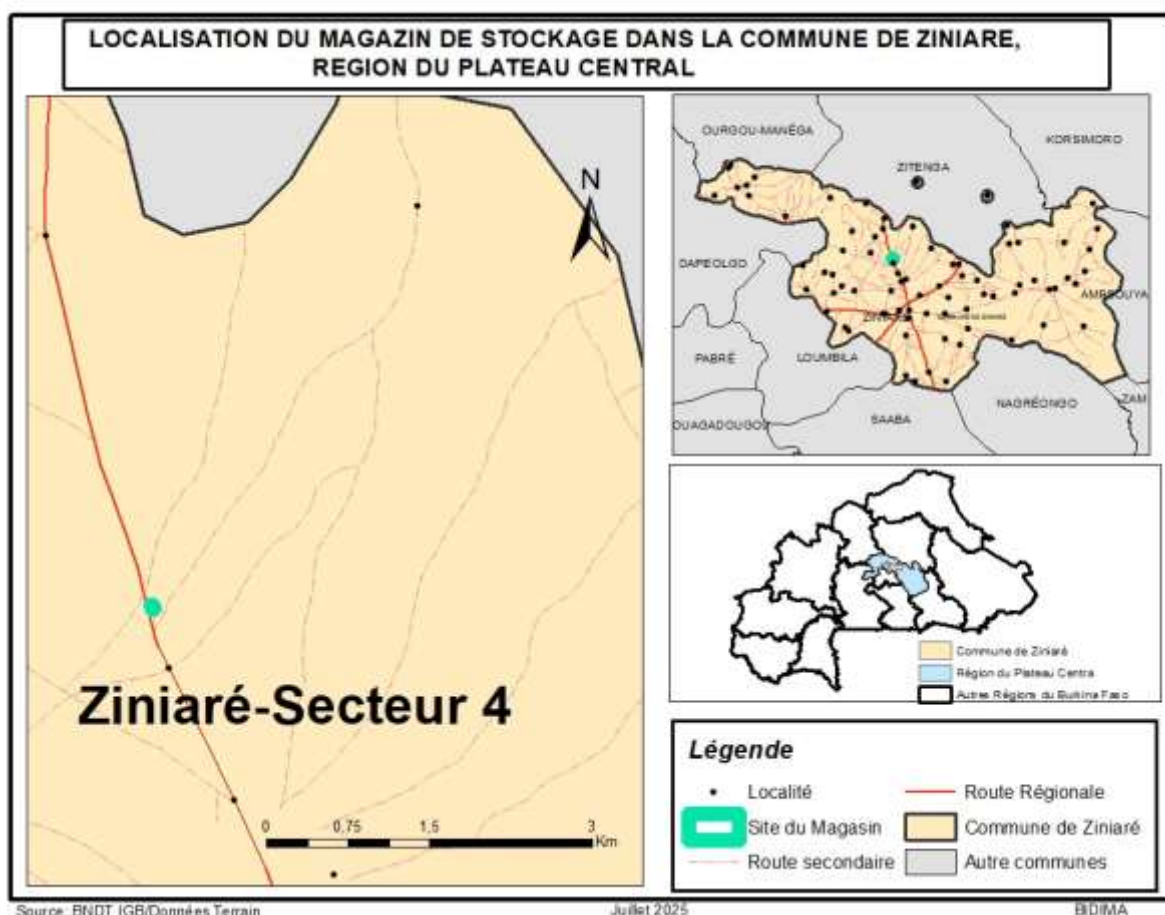 LOCALISATION DU MAGAZIN DE STOCKAGE DANS LA COMMUNE DE ZINIARE,
REGION DU PLATEAU CENTRAL
N
Ziniaré-Secteur 4
0 0,75 1,5 3
Km
OURGOU-MANÉGA
KORSIMORO
ZITENGA
DAPEOLGO
AMBSOUYA
PABRÉ
LOUMBILA
ZAM
NAGRÉONGO
OUAGADOUGOU
SAABA
Commune de Ziniaré
Région du Plateau Centra
Autres Régions du Burkina Faso
Légende
Localité
Route Régionale
Site du Magasin
Commune de Ziniaré
Route secondaire
Autre communes
Source: BNDT IGB/Données Terrain
Juillet 2025
BIDIMA